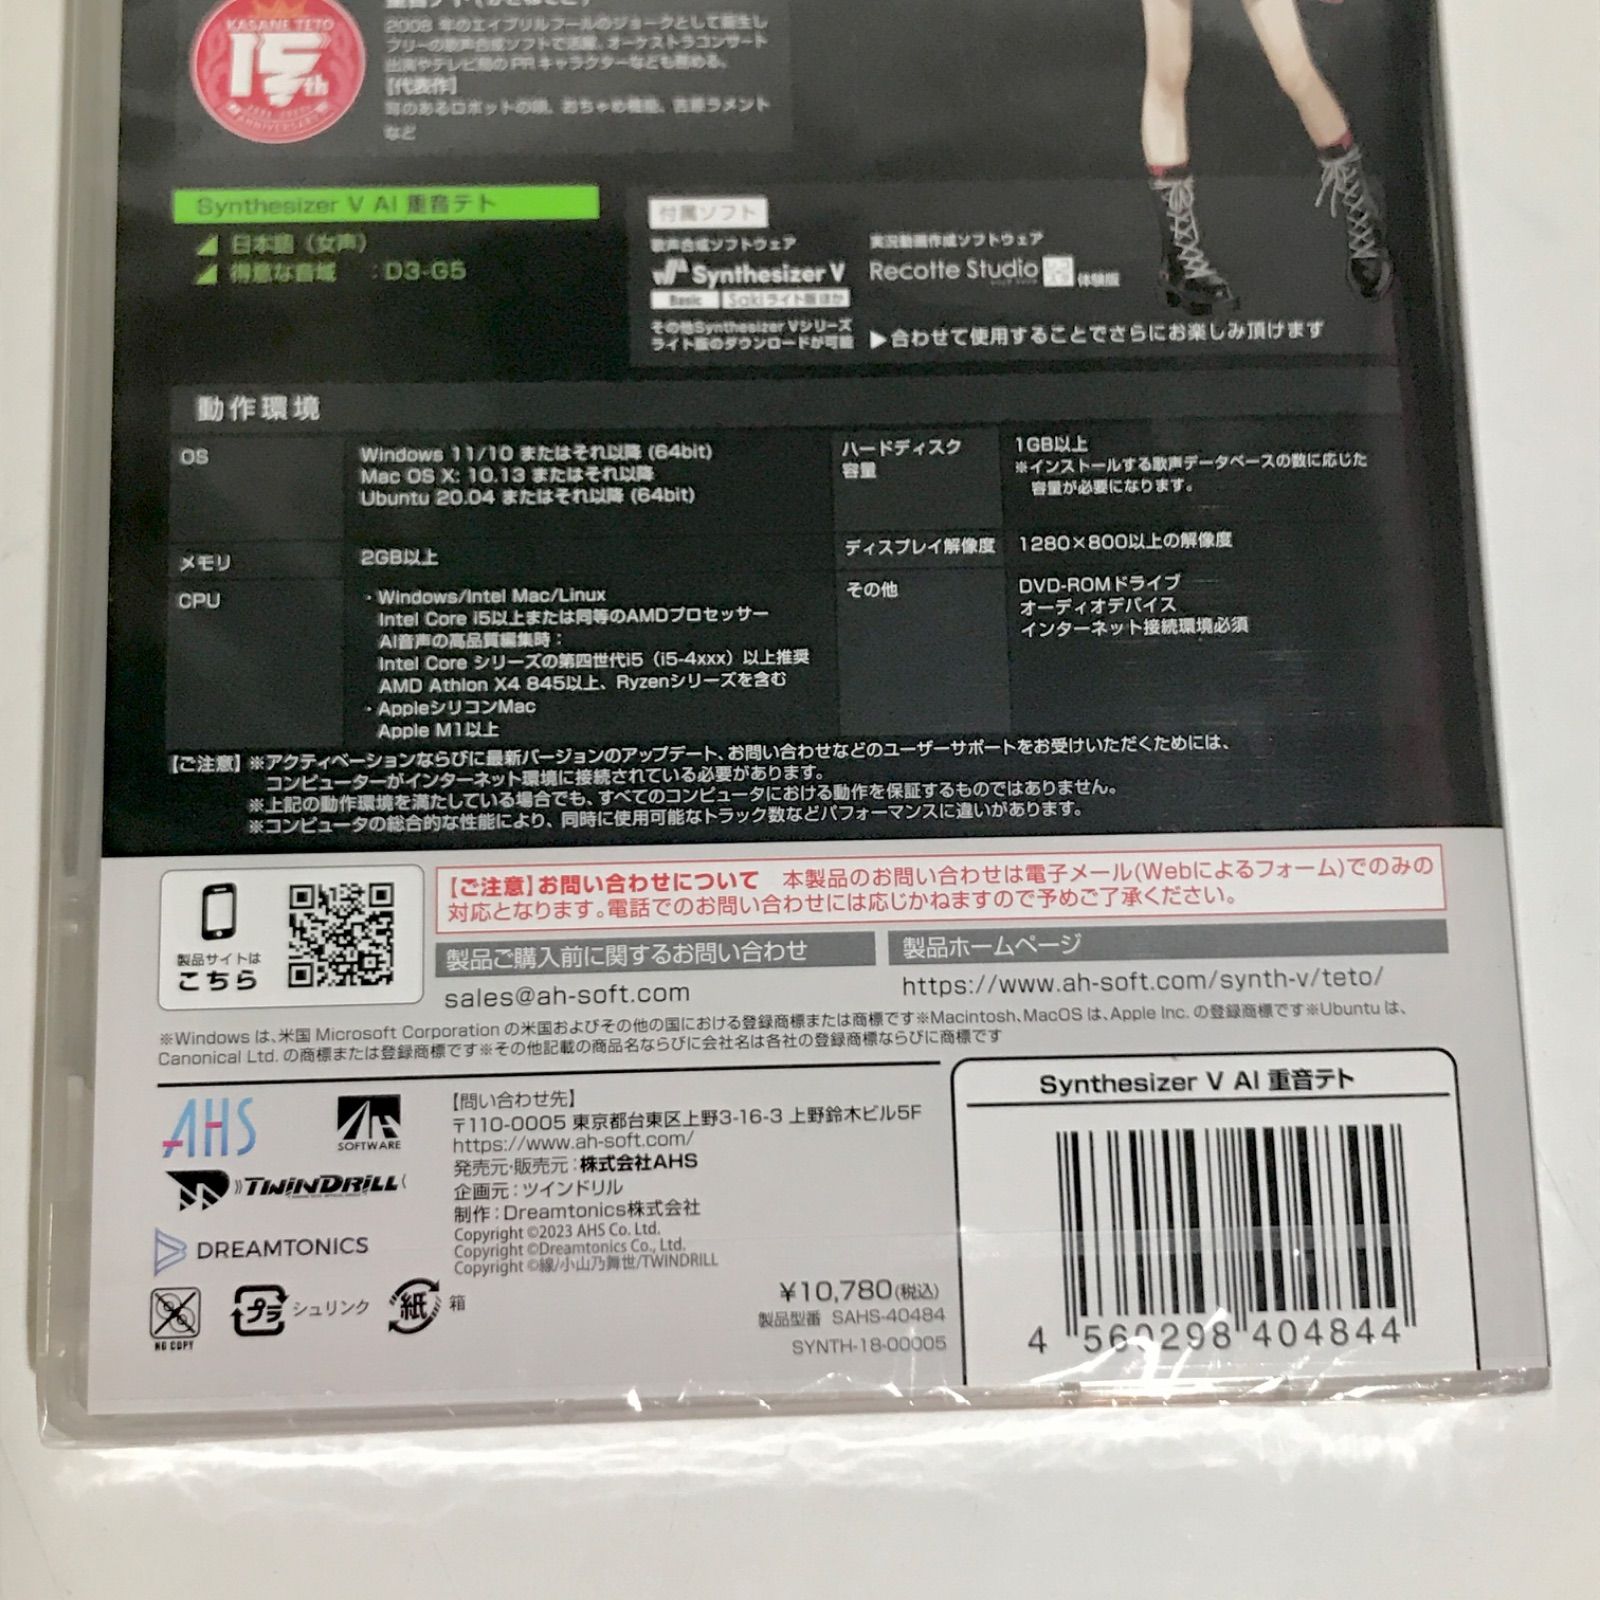 KASANE TETO
15th
ANNIVERSARY
2008 年のエイプリルフールのジョークとして誕生し
フリーの歌声合成ソフトで活躍。オーケストラコンサート
出演やテレビ局の PR キャラクターなども務める。
【代表作】
耳のあるロボットの唄、おちゃめ機能、吉原ラメント
など
Synthesizer V AI 重音テト
日本語（女声）
得意な音域 ：D3-G5
付属ソフト
歌声合成ソフトウェア
Synthesizer V
Basic Sakiライト版ほか
その他Synthesizer Vシリーズ
ライト版のダウンロードが可能
実況動画作成ソフトウェア
Recotte Studio 体験版
▶合わせて使用することでさらにお楽しみ頂けます
動作環境
OS
Windows 11/10 またはそれ以降 (64bit)
Mac OS X: 10.13 またはそれ以降
Ubuntu 20.04 またはそれ以降 (64bit)
メモリ
2GB以上
CPU
・Windows/Intel Mac/Linux
Intel Core i5以上または同等のAMDプロセッサー
AI音声の高品質編集時：
Intel Core シリーズの第四世代i5（i5-4xxx）以上推奨
AMD Athlon X4 845以上、Ryzenシリーズを含む
・AppleシリコンMac
Apple M1以上
ハードディスク
容量
1GB以上
※インストールする歌声データベースの数に応じた
容量が必要になります。
ディスプレイ解像度
1280×800以上の解像度
その他
DVD-ROMドライブ
オーディオデバイス
インターネット接続環境必須
【ご注意】※アクティベーションならびに最新バージョンのアップデート、お問い合わせなどのユーザーサポートをお受けいただくためには、
コンピューターがインターネット環境に接続されている必要があります。
※上記の動作環境を満たしている場合でも、すべてのコンピュータにおける動作を保証するものではありません。
※コンピュータの総合的な性能により、同時に使用可能なトラック数などパフォーマンスに違いがあります。
製品サイトは
こちら
【ご注意】お問い合わせについて 本製品のお問い合わせは電子メール(Webによるフォーム)でのみの
対応となります。電話でのお問い合わせには応じかねますので予めご了承ください。
製品ご購入前に関するお問い合わせ
sales@ah-soft.com
製品ホームページ
https://www.ah-soft.com/synth-v/teto/
※Windows は、米国 Microsoft Corporation の米国およびその他の国における登録商標または商標です※Macintosh、MacOS は、Apple Inc. の登録商標です※Ubuntu は、
Canonical Ltd. の商標または登録商標です※その他記載の商品名ならびに会社名は各社の登録商標ならびに商標です
AHS
AH
SOFTWARE
TWINDRILL
DREAMTONICS
【問い合わせ先】
〒110-0005 東京都台東区上野3-16-3 上野鈴木ビル5F
https://www.ah-soft.com/
発売元・販売元：株式会社AHS
企画元：ツインドリル
制作：Dreamtonics株式会社
Copyright ©2023 AHS Co. Ltd.
Copyright ©Dreamtonics Co., Ltd.
Copyright ©線/小山乃舞世/TWINDRILL
NO COPY
プラ
シュリンク
紙
箱
¥10,780(税込)
製品型番 SAHS-40484
SYNTH-18-00005
Synthesizer V AI 重音テト
4 560298 404844